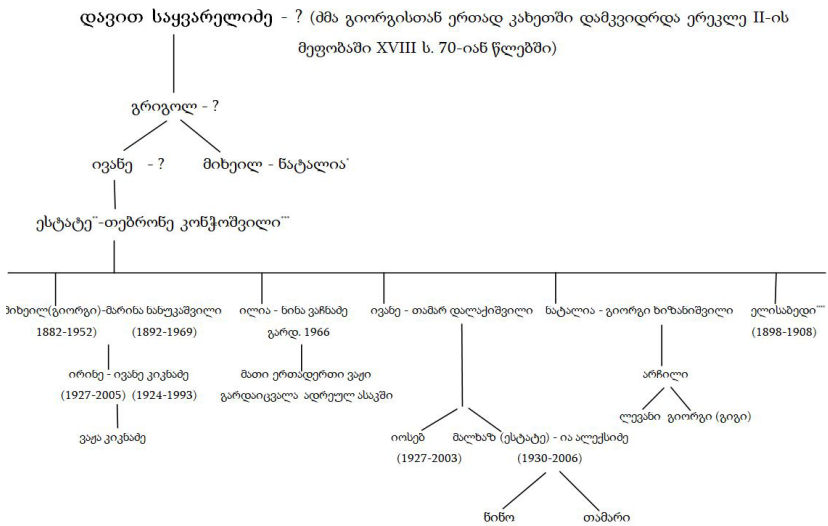 დავით საყვარელიძე - ? (ძმა გიორგისთან ერთად კახეთში დამკვიდრდა ერეკლე II-ის
მეფობაში XVIII ს. 70-იან წლებში)
გრიგოლ - ?
ივანე - ? მიხეილ - ნატალია*
ესტატე**-თებრონე კონჭოშვილი***
მიხეილ(გიორგი)-მარინა ნანუკაშვილი ილია - ნინა ვაჩნაძე ივანე - თამარ დალაქიშვილი ნატალია - გიორგი ხიზანიშვილი ელისაბედი****
1882-1952) (1892-1969) გარდ. 1966 (1898-1908)
ირინე - ივანე კიკნაძე მათი ერთადერთი ვაჟი არჩილი
(1927-2005) (1924-1993) გარდაიცვალა ადრეულ ასაკში
ლევანი გიორგი (გიგი)
ვაჟა კიკნაძე იოსებ მალხაზ (ესტატე) - ია ალექსიძე
(1927-2003) (1930-2006)
ნინო თამარი